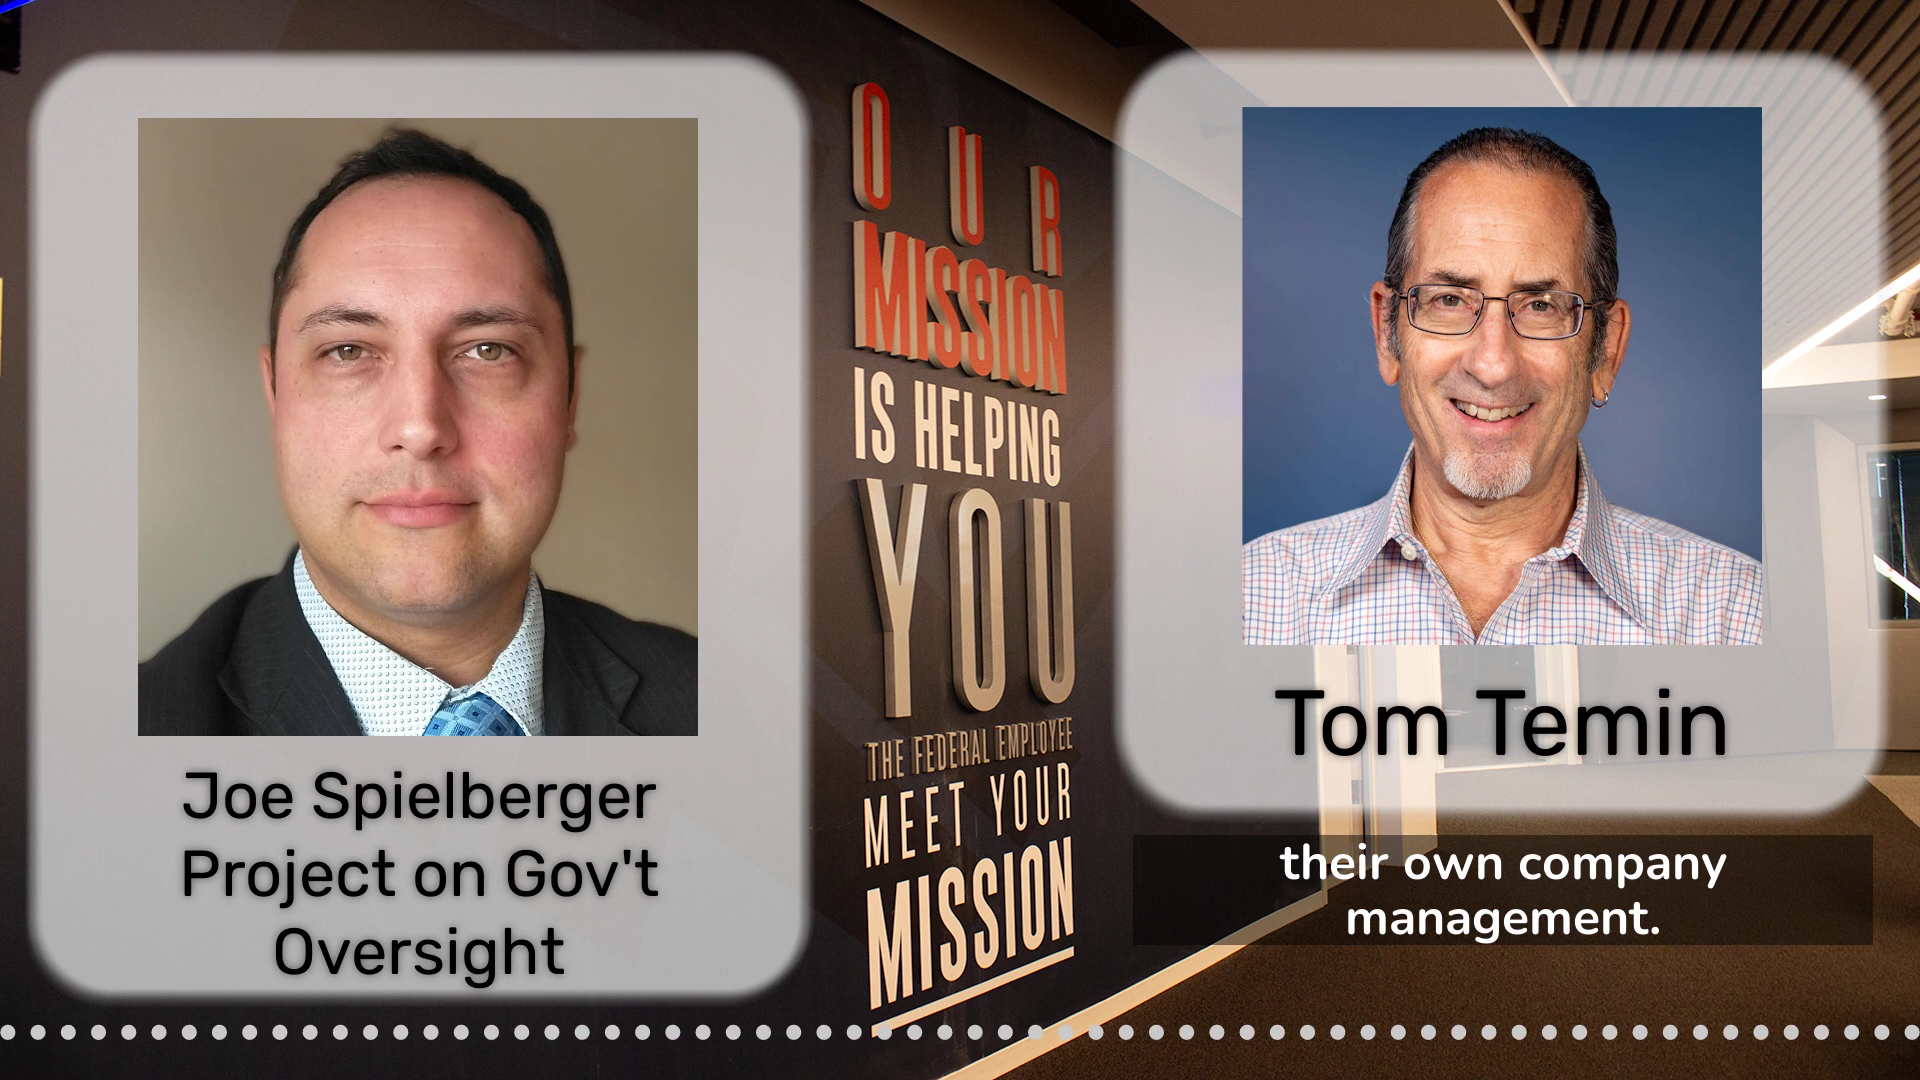 Joe Spielberger
Project on Gov't
Oversight
OUR
MISSION
IS HELPING
YOU
THE FEDERAL EMPLOYEE
MEET YOUR
MISSION
Tom Temin
their own company
management.